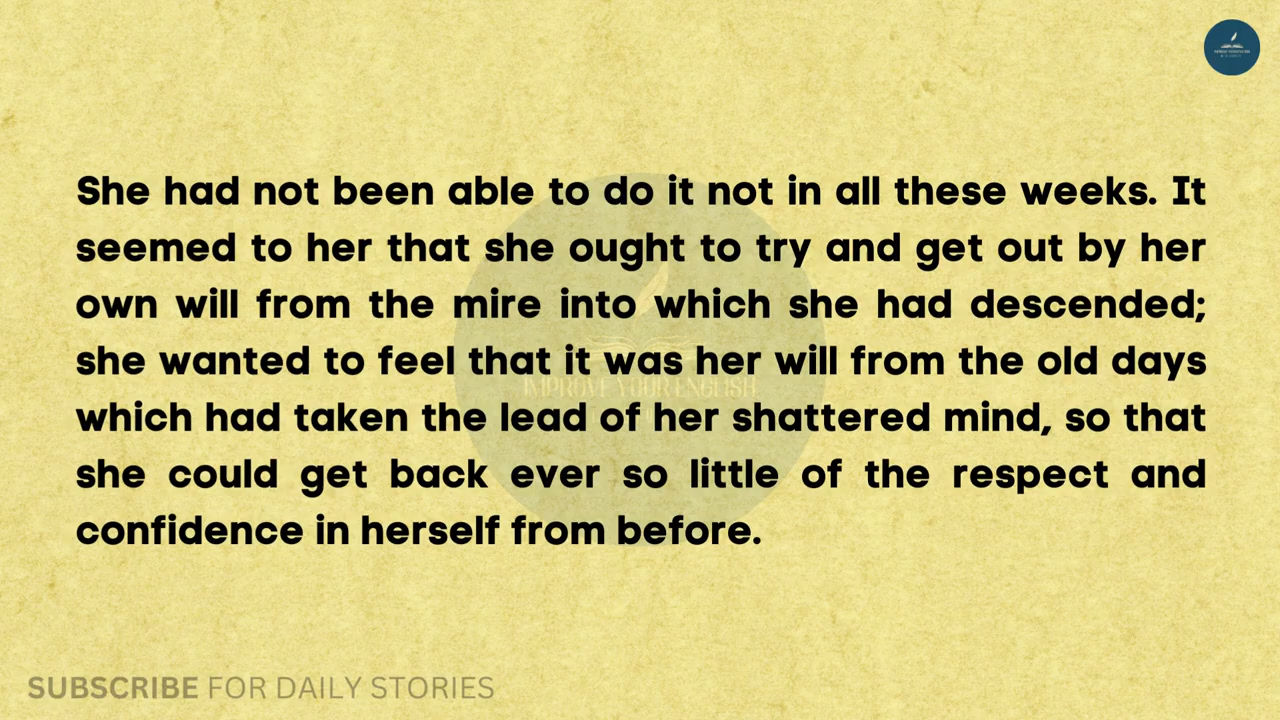 She had not been able to do it not in all these weeks. It
seemed to her that she ought to try and get out by her
own will from the mire into which she had descended;
she wanted to feel that it was her will from the old days
IMPROVE YOUR ENGLISH
which had taken the lead of her shattered mind, so that
she could get back ever so little of the respect and
confidence in herself from before.
SUBSCRIBE FOR DAILY STORIES